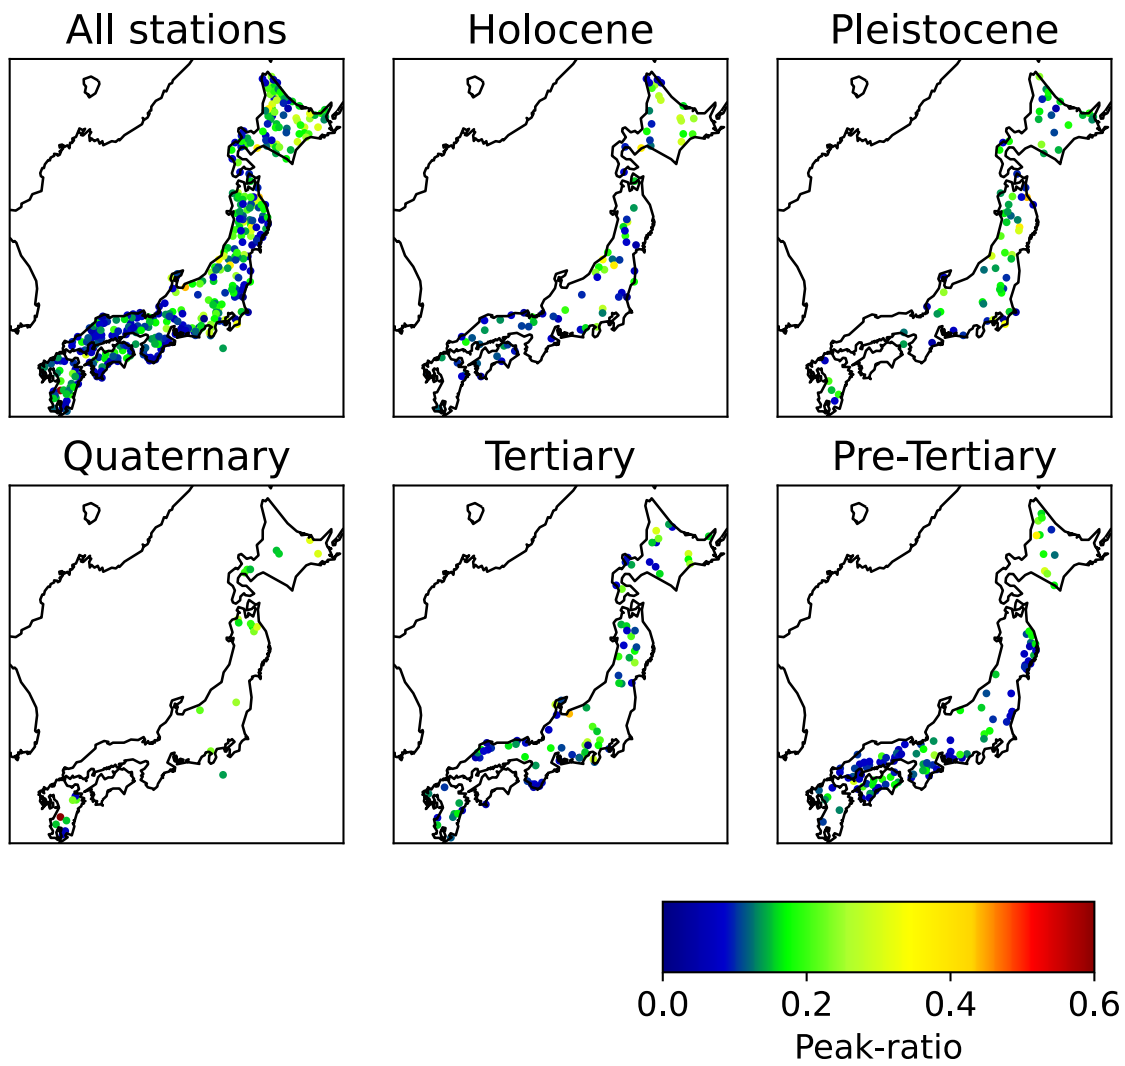 All stations
Holocene
Pleistocene
Quaternary
Tertiary
Pre-Tertiary
0.0 0.2 0.4 0.6
Peak-ratio